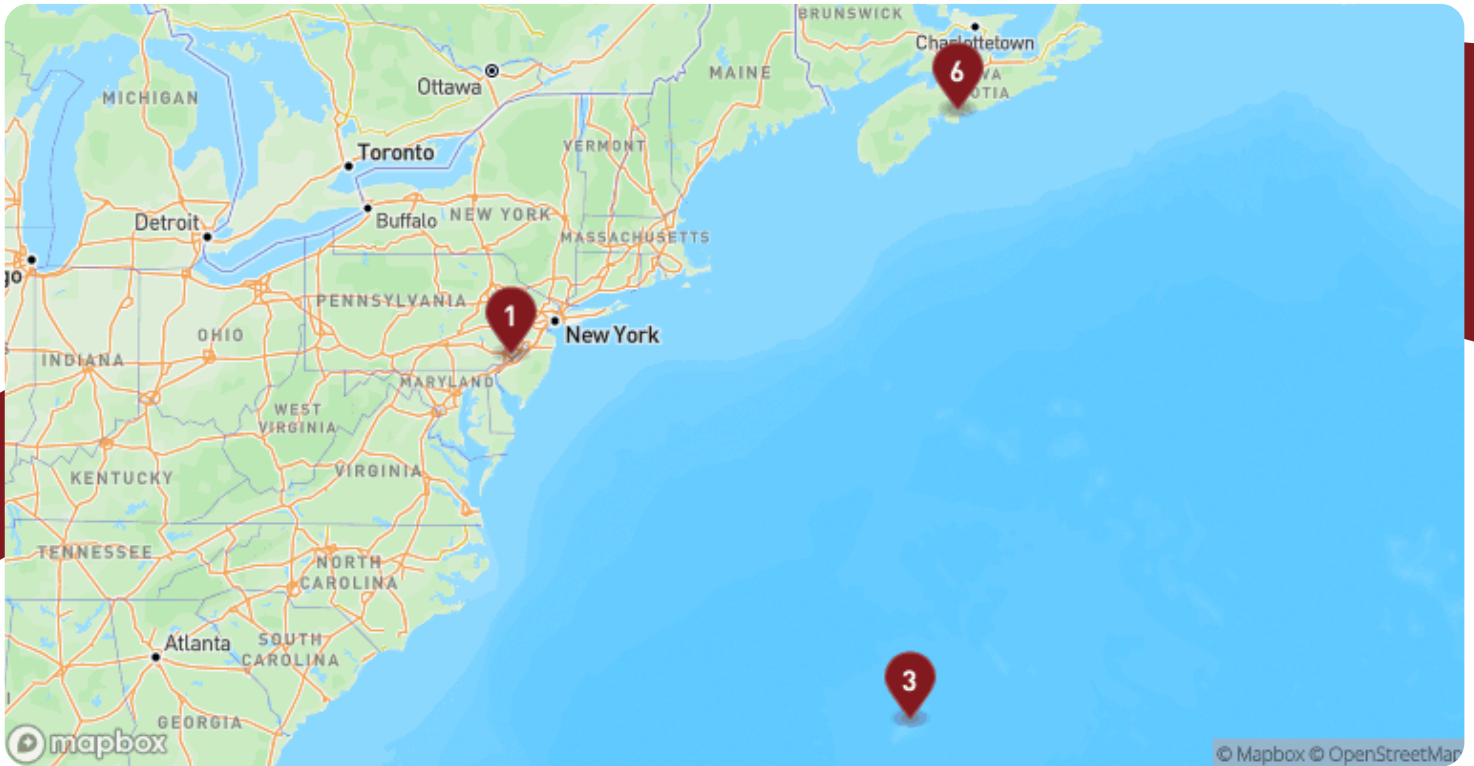 BRUNSWICK
Charlottetown
MAINE
6
Ottawa
MICHIGAN
Toronto
VERMONT
Detroit
Buffalo
NEW YORK
MASSACHUSETTS
go
PENNSYLVANIA
1
New York
OHIO
INDIANA
MARYLAND
WEST
VIRGINIA
VIRGINIA
KENTUCKY
TENNESSEE
NORTH
CAROLINA
Atlanta
SOUTH
CAROLINA
3
GEORGIA
mapbox
© Mapbox © OpenStreetMap